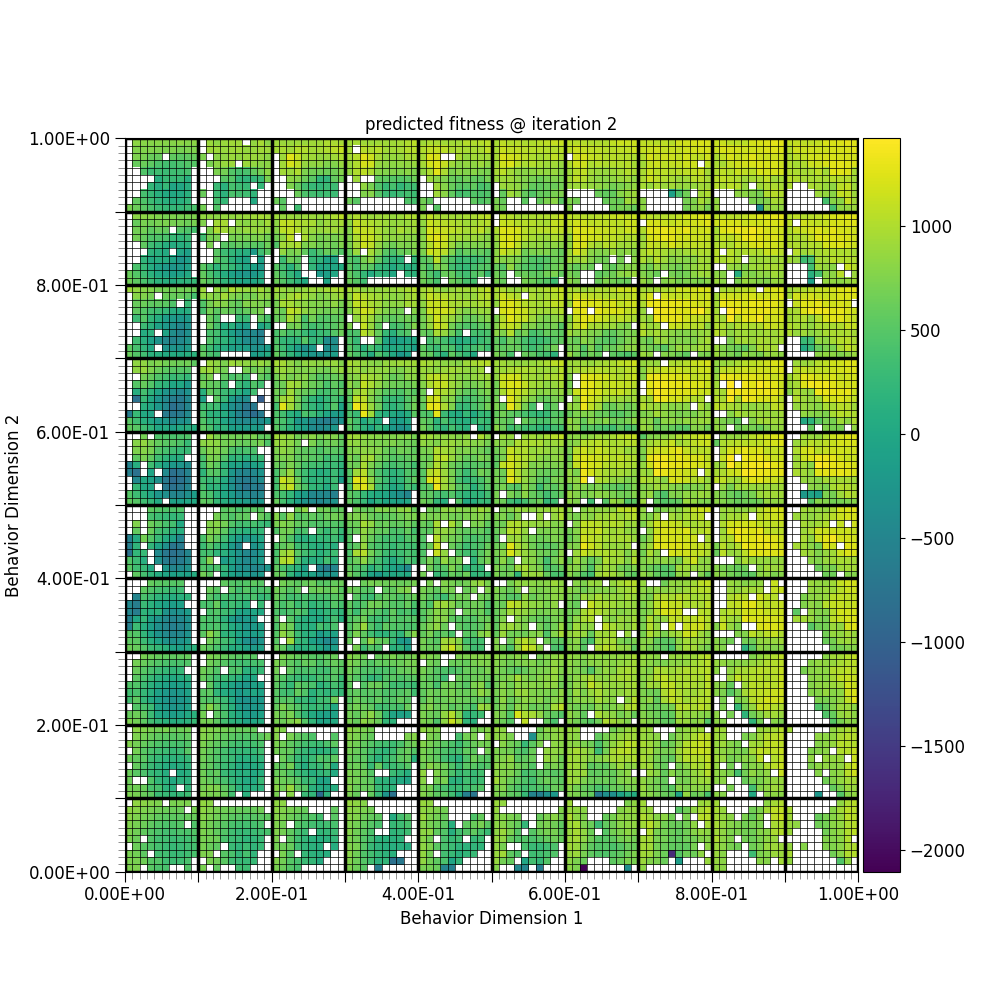 predicted fitness @ iteration 2
1.00E+00
8.00E-01
6.00E-01
4.00E-01
2.00E-01
0.00E+00
Behavior Dimension 2
0.00E+00 2.00E-01 4.00E-01 6.00E-01 8.00E-01 1.00E+00
Behavior Dimension 1
1000
500
0
−500
−1000
−1500
−2000